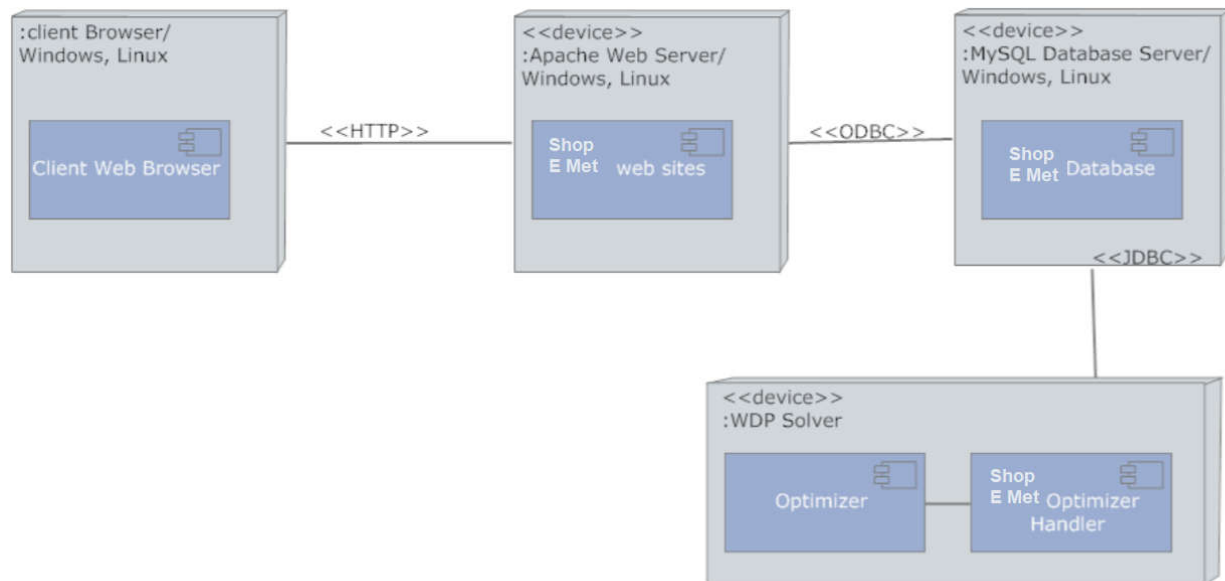 :client Browser/
Windows, Linux
Client Web Browser
<<HTTP>>
<<device>>
:Apache Web Server/
Windows, Linux
Shop
E Met web sites
<<ODBC>>
<<device>>
:MySQL Database Server/
Windows, Linux
Shop
E Met Database
<<JDBC>>
<<device>>
:WDP Solver
Optimizer
Shop
E Met Optimizer
Handler